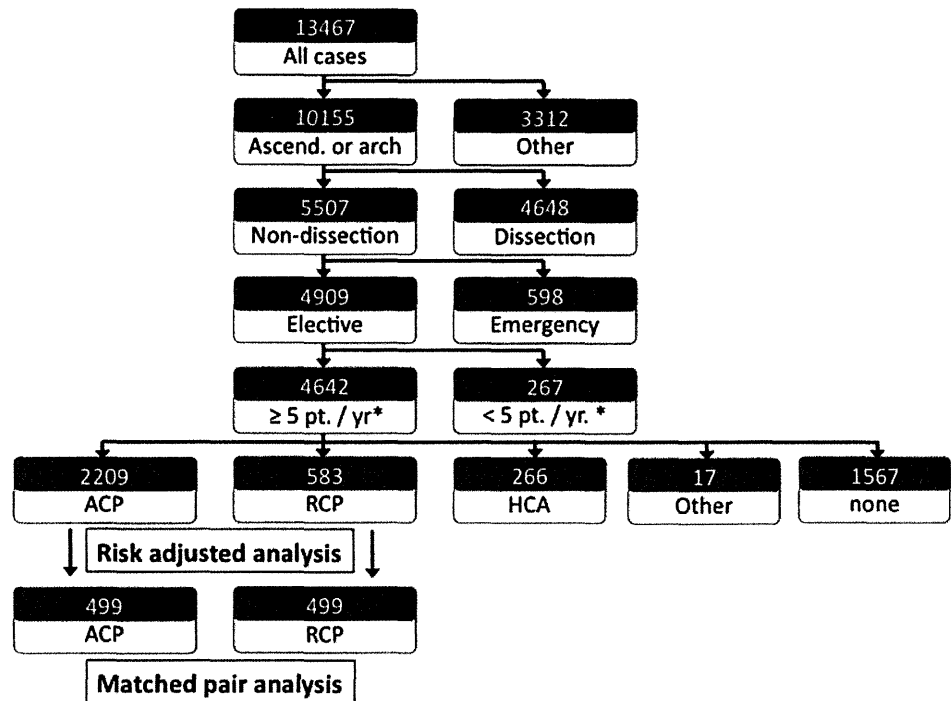 13467
All cases
10155
Ascend. or arch
3312
Other
5507
Non-dissection
4648
Dissection
4909
Elective
598
Emergency
4642
≥ 5 pt. / yr*
267
< 5 pt. / yr. *
2209
ACP
583
RCP
266
HCA
17
Other
1567
none
Risk adjusted analysis
499
ACP
499
RCP
Matched pair analysis